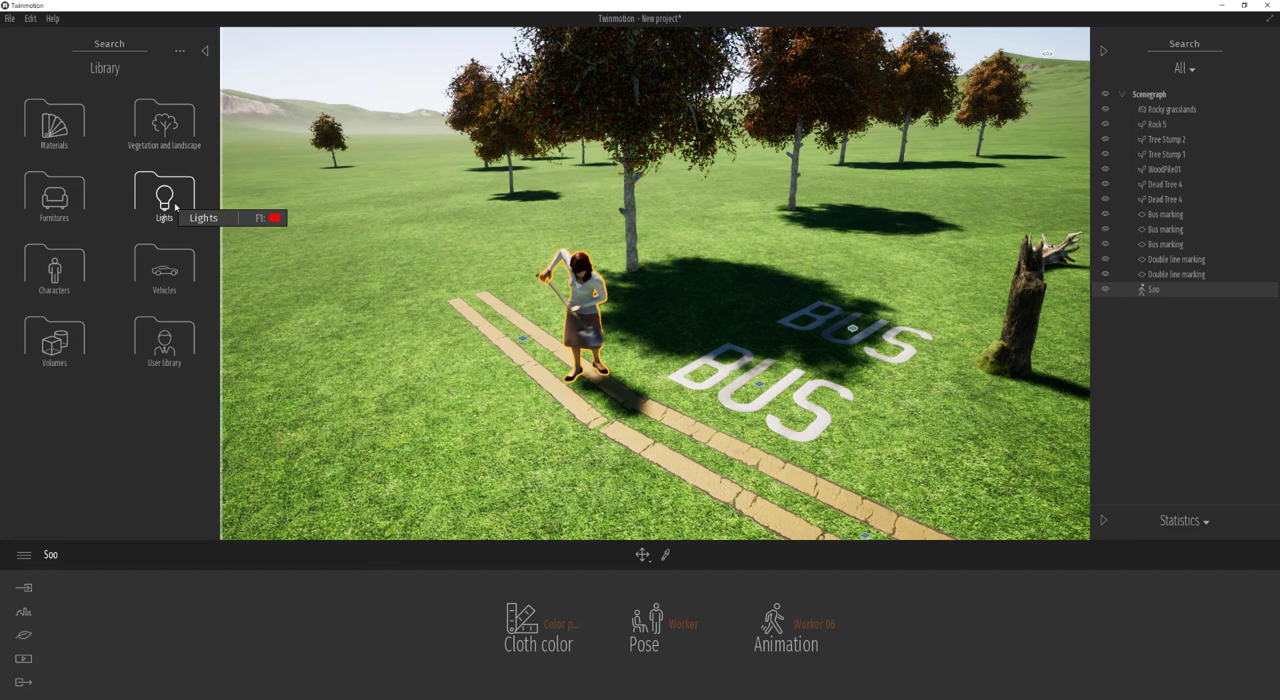 Twinmotion
File Edit Help
Twinmotion - New project*
Search
...
Library
Materials
Vegetation and landscape
Furnitures
Lights
Lights F1:
Characters
Vehicles
Volumes
User library
BUS
BUS
Search
All
Scenegraph
Rocky grasslands
Rock 5
Tree Stump 2
Tree Stump 1
WoodPile01
Dead Tree 4
Dead Tree 4
Bus marking
Bus marking
Bus marking
Double line marking
Double line marking
Soo
Statistics
Soo
Color p...
Cloth color
Worker
Pose
Worker 06
Animation